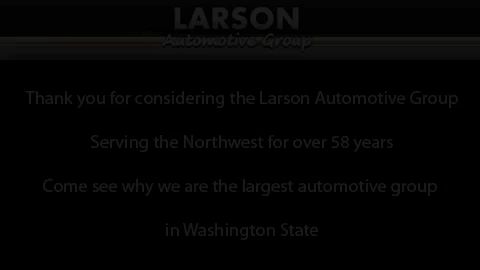 LARSON
Automotive Group
Thank you for considering the Larson Automotive Group
Serving the Northwest for over 58 years
Come see why we are the largest automotive group
in Washington State